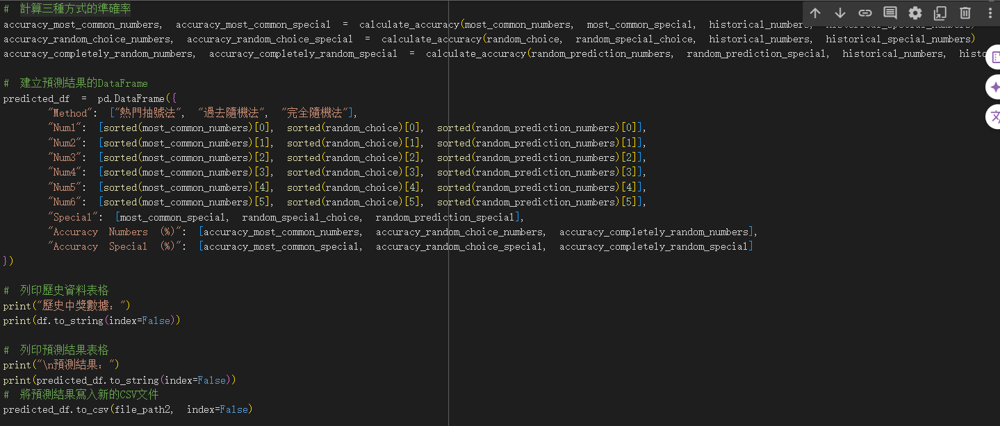 # 計算三種方式的準確率
accuracy_most_common_numbers, accuracy_most_common_special = calculate_accuracy(most_common_numbers, most_common_special, historical_numbers, historical_special_numbers)
accuracy_random_choice_numbers, accuracy_random_choice_special = calculate_accuracy(random_choice, random_special_choice, historical_numbers, historical_special_numbers)
accuracy_completely_random_numbers, accuracy_completely_random_special = calculate_accuracy(random_prediction_numbers, random_prediction_special, historical_numbers, histo
# 建立預測結果的DataFrame
predicted_df = pd.DataFrame({
"Method": ["熱門抽號法", "過去隨機法", "完全隨機法"],
"Num1": [sorted(most_common_numbers)[0], sorted(random_choice)[0], sorted(random_prediction_numbers)[0]],
"Num2": [sorted(most_common_numbers)[1], sorted(random_choice)[1], sorted(random_prediction_numbers)[1]],
"Num3": [sorted(most_common_numbers)[2], sorted(random_choice)[2], sorted(random_prediction_numbers)[2]],
"Num4": [sorted(most_common_numbers)[3], sorted(random_choice)[3], sorted(random_prediction_numbers)[3]],
"Num5": [sorted(most_common_numbers)[4], sorted(random_choice)[4], sorted(random_prediction_numbers)[4]],
"Num6": [sorted(most_common_numbers)[5], sorted(random_choice)[5], sorted(random_prediction_numbers)[5]],
"Special": [most_common_special, random_special_choice, random_prediction_special],
"Accuracy Numbers (%)": [accuracy_most_common_numbers, accuracy_random_choice_numbers, accuracy_completely_random_numbers],
"Accuracy Special (%)": [accuracy_most_common_special, accuracy_random_choice_special, accuracy_completely_random_special]
})
# 列印歷史資料表格
print("歷史中獎數據：")
print(df.to_string(index=False))
# 列印預測結果表格
print("\n預測結果：")
print(predicted_df.to_string(index=False))
# 將預測結果寫入新的CSV文件
predicted_df.to_csv(file_path2, index=False)